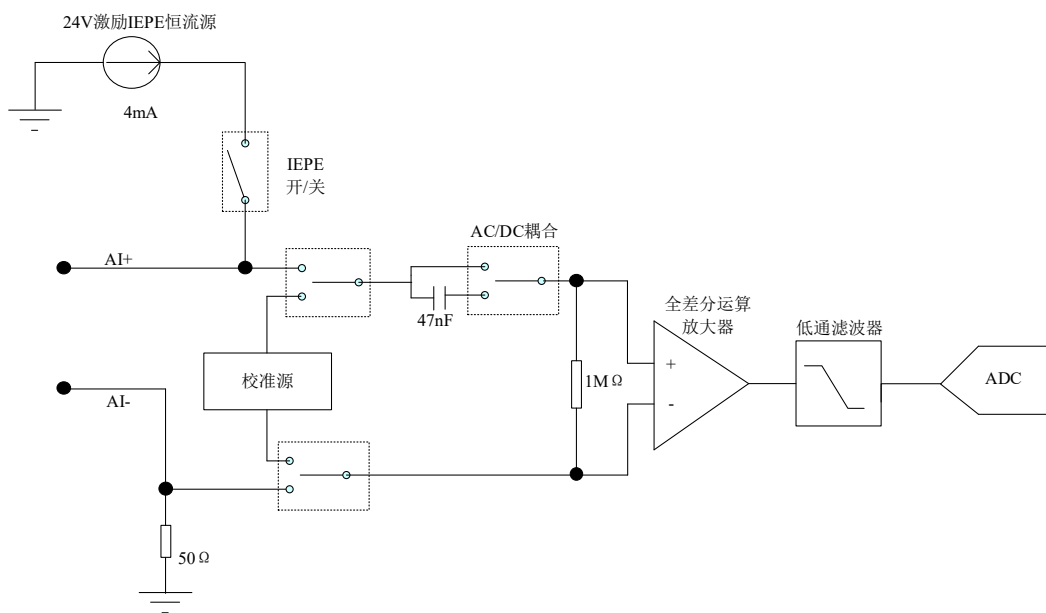 24V激励IEPE恒流源
4mA
IEPE
开/关
AI+
AC/DC耦合
47nF
全差分运算
放大器
低通滤波器
校准源
1MΩ
+
-
ADC
AI-
50Ω